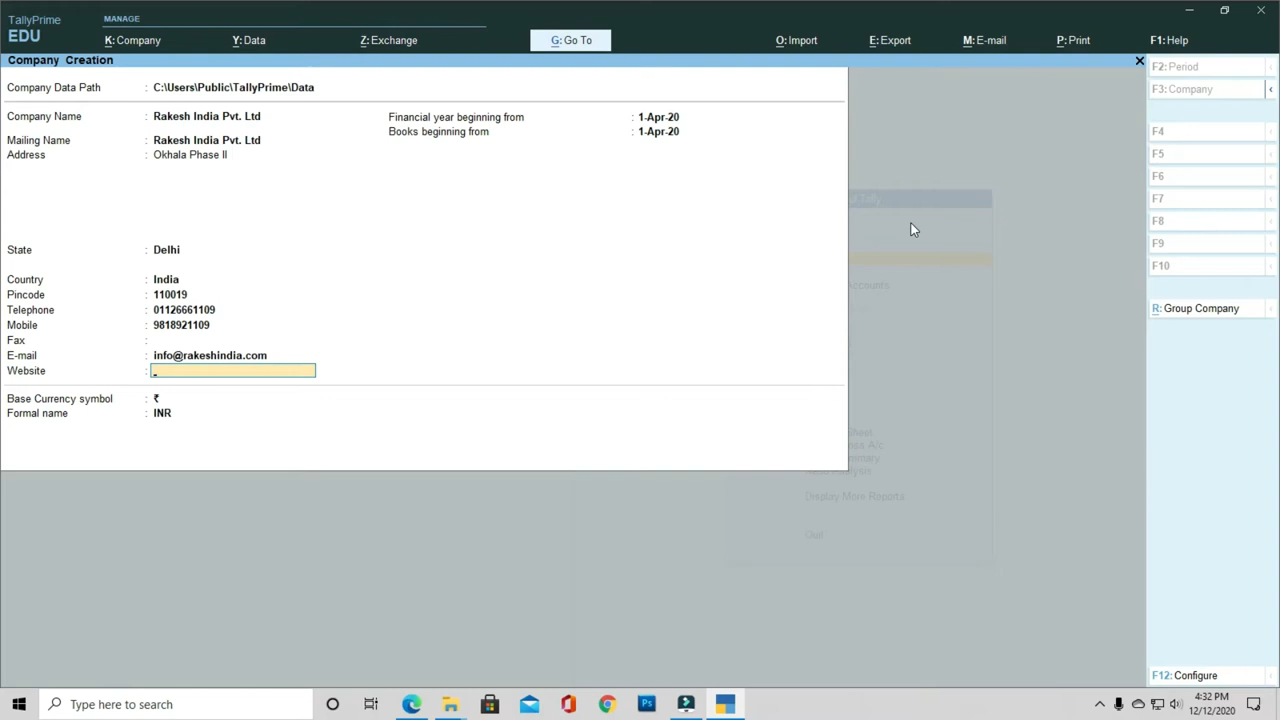 TallyPrime
EDU
MANAGE
K: Company
Y: Data
Z: Exchange
G: Go To
O: Import
E: Export
M: E-mail
P: Print
F1: Help
Company Creation
Company Data Path : C:\Users\Public\TallyPrime\Data
Company Name : Rakesh India Pvt. Ltd
Financial year beginning from : 1-Apr-20
Books beginning from : 1-Apr-20
Mailing Name : Rakesh India Pvt. Ltd
Address : Okhala Phase II
State : Delhi
Country : India
Pincode : 110019
Telephone : 01126661109
Mobile : 9818921109
Fax :
E-mail : info@rakeshindia.com
Website :
Base Currency symbol : ₹
Formal name : INR
Accounts
Display More Reports
Quit
F2: Period
F3: Company
F4
F5
F6
F7
F8
F9
F10
R: Group Company
F12: Configure
Type here to search
4:32 PM
12/12/2020